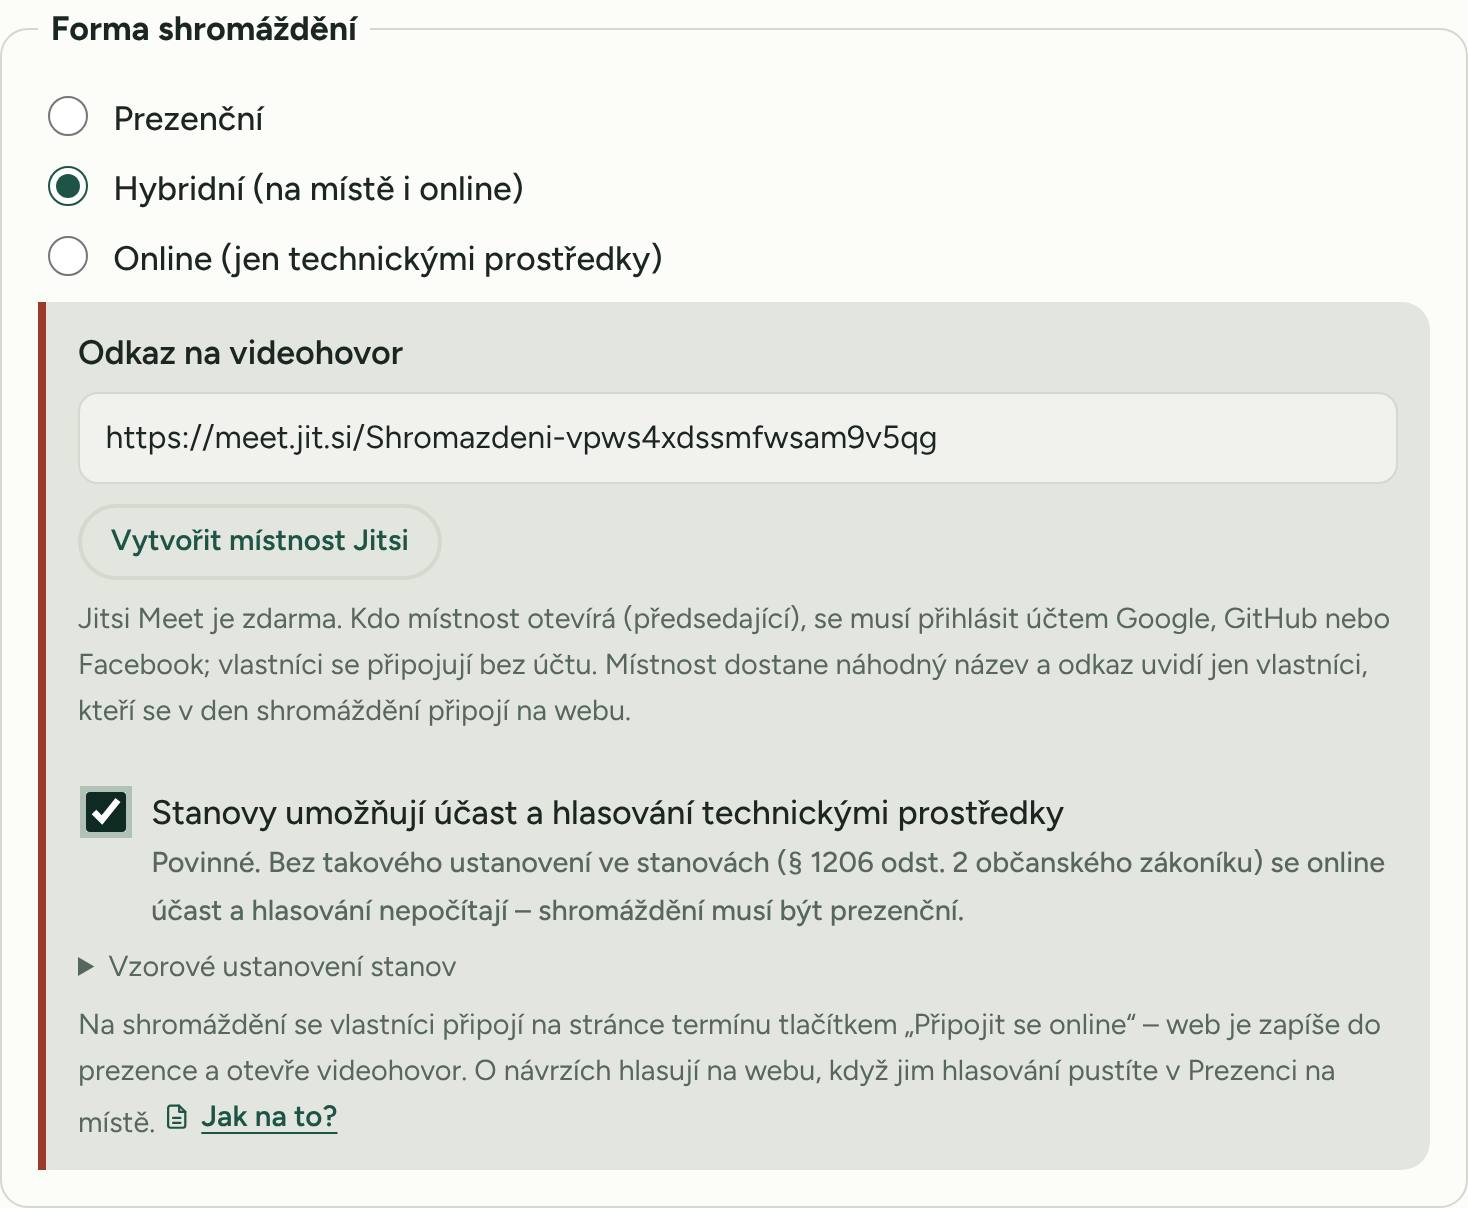 Forma shromáždění
Prezenční
Hybridní (na místě i online)
Online (jen technickými prostředky)
Odkaz na videohovor
https://meet.jit.si/Shromazdeni-vpws4xdssmfwsam9v5qg
Vytvořit místnost Jitsi
Jitsi Meet je zdarma. Kdo místnost otevírá (předsedající), se musí přihlásit účtem Google, GitHub nebo
Facebook; vlastníci se připojují bez účtu. Místnost dostane náhodný název a odkaz uvidí jen vlastníci,
kteří se v den shromáždění připojí na webu.
Stanovy umožňují účast a hlasování technickými prostředky
Povinné. Bez takového ustanovení ve stanovách (§ 1206 odst. 2 občanského zákoníku) se online
účast a hlasování nepočítají – shromáždění musí být prezenční.
Vzorové ustanovení stanov
Na shromáždění se vlastníci připojí na stránce termínu tlačítkem „Připojit se online“ – web je zapíše do
prezence a otevře videohovor. O návrzích hlasují na webu, když jim hlasování pustíte v Prezenci na
místě. Jak na to?